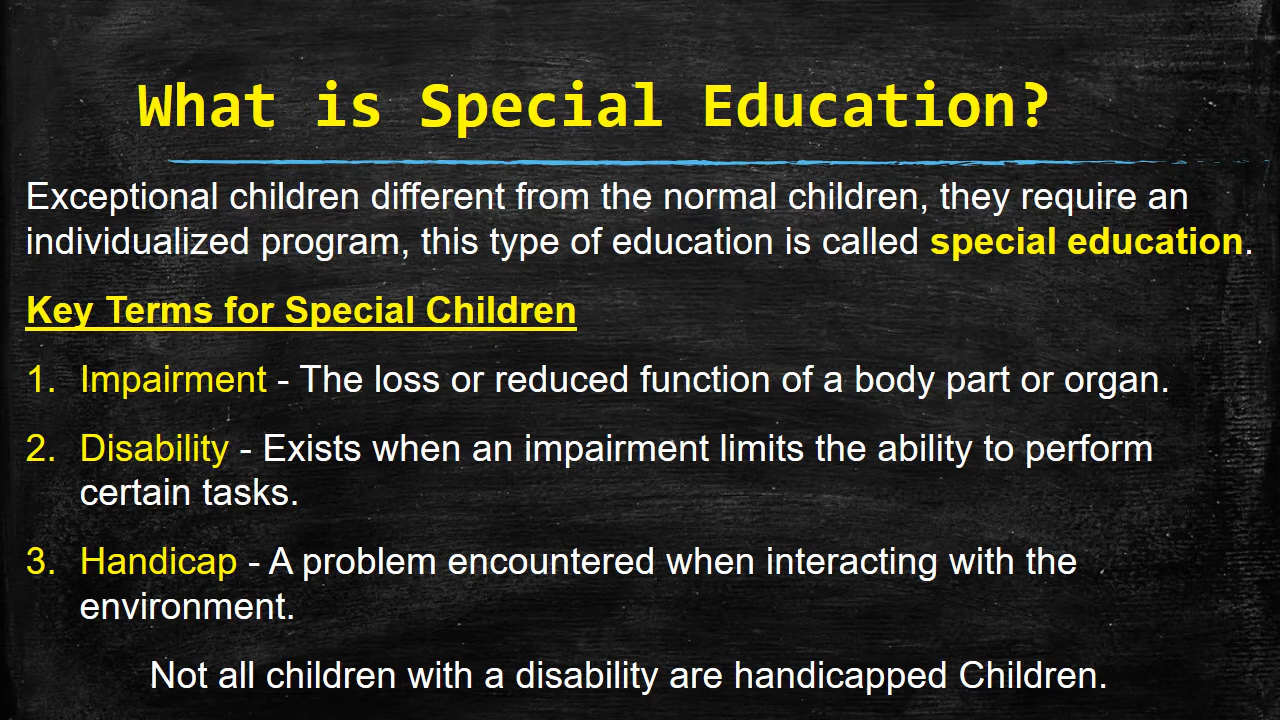 What is Special Education?
Exceptional children different from the normal children, they require an
individualized program, this type of education is called special education.
Key Terms for Special Children
1. Impairment - The loss or reduced function of a body part or organ.
2. Disability - Exists when an impairment limits the ability to perform
certain tasks.
3. Handicap - A problem encountered when interacting with the
environment.
Not all children with a disability are handicapped Children.